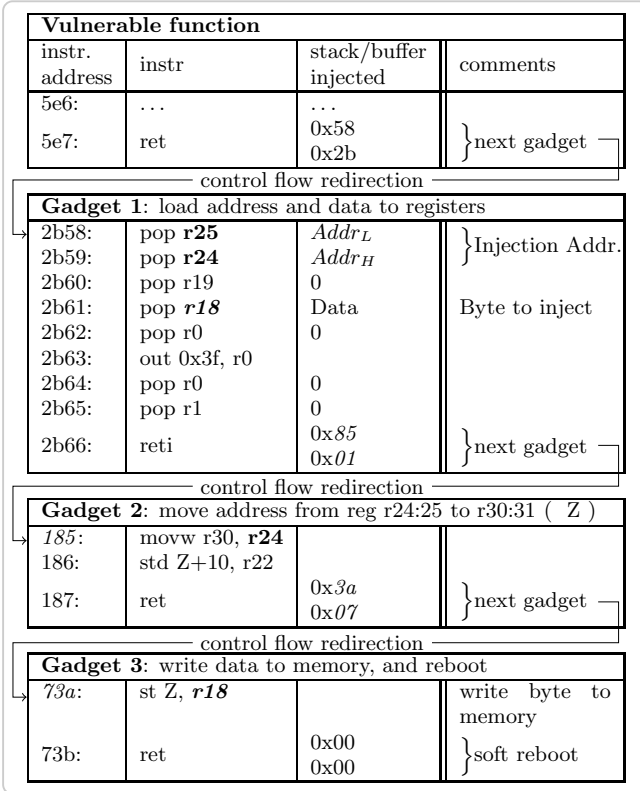 Vulnerable function
instr. address instr stack/buffer injected comments
5e6: ... ...
5e7: ret 0x58 0x2b }next gadget
control flow redirection
Gadget 1: load address and data to registers
2b58: pop r25 AddrL }Injection Addr.
2b59: pop r24 AddrH
2b60: pop r19 0
2b61: pop r18 Data Byte to inject
2b62: pop r0 0
2b63: out 0x3f, r0
2b64: pop r0 0
2b65: pop r1 0
2b66: reti 0x85 0x01 }next gadget
control flow redirection
Gadget 2: move address from reg r24:25 to r30:31 ( Z )
185: movw r30, r24
186: std Z+10, r22
187: ret 0x3a 0x07 }next gadget
control flow redirection
Gadget 3: write data to memory, and reboot
73a: st Z, r18 write byte to memory
73b: ret 0x00 0x00 }soft reboot